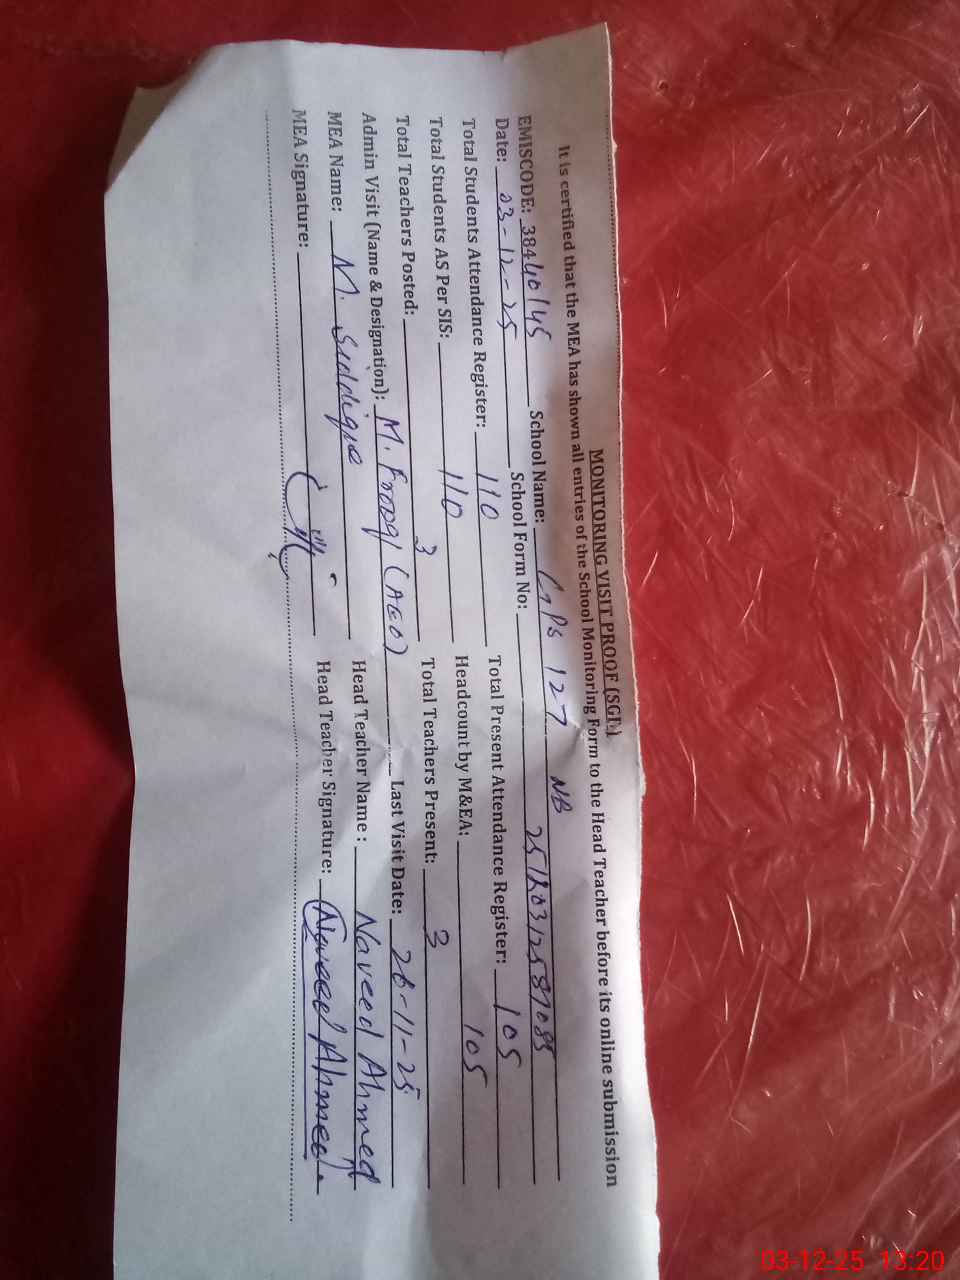 MONITORING VISIT PROOF (SGF)
It is certified that the MEA has shown all entries of the School Monitoring Form to the Head Teacher before its online submission
EMISCODE: 38440145 School Name: GPS 127 NB
Date: 03-12-25 School Form No: 2512031258
Total Students Attendance Register: 110 Total Present Attendance Register: 105
Total Students AS Per SIS: 110 Headcount by M&EA: 105
Total Teachers Posted: 3 Total Teachers Present: 3
Admin Visit (Name & Designation): M. Frooq (AEO) Last Visit Date: 26-11-25
MEA Name: M. Siddique Head Teacher Name : Naveed Ahmed
MEA Signature: Head Teacher Signature: Naveed Ahmed.
03-12-25 13:20